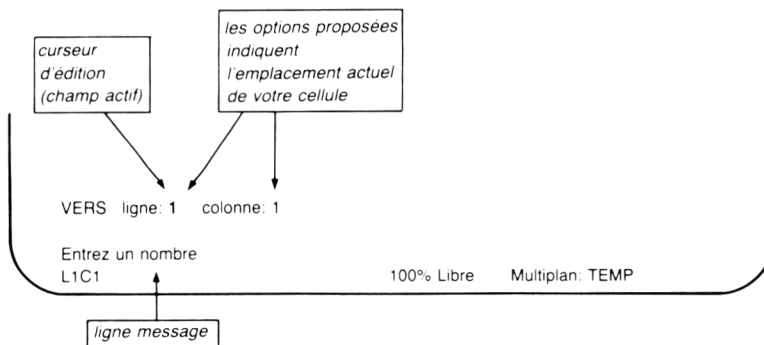 curseur
d'édition
(champ actif)
les options proposées
indiquent
l'emplacement actuel
de votre cellule
VERS ligne: 1 colonne: 1
Entrez un nombre
L1C1 100% Libre Multiplan: TEMP
ligne message